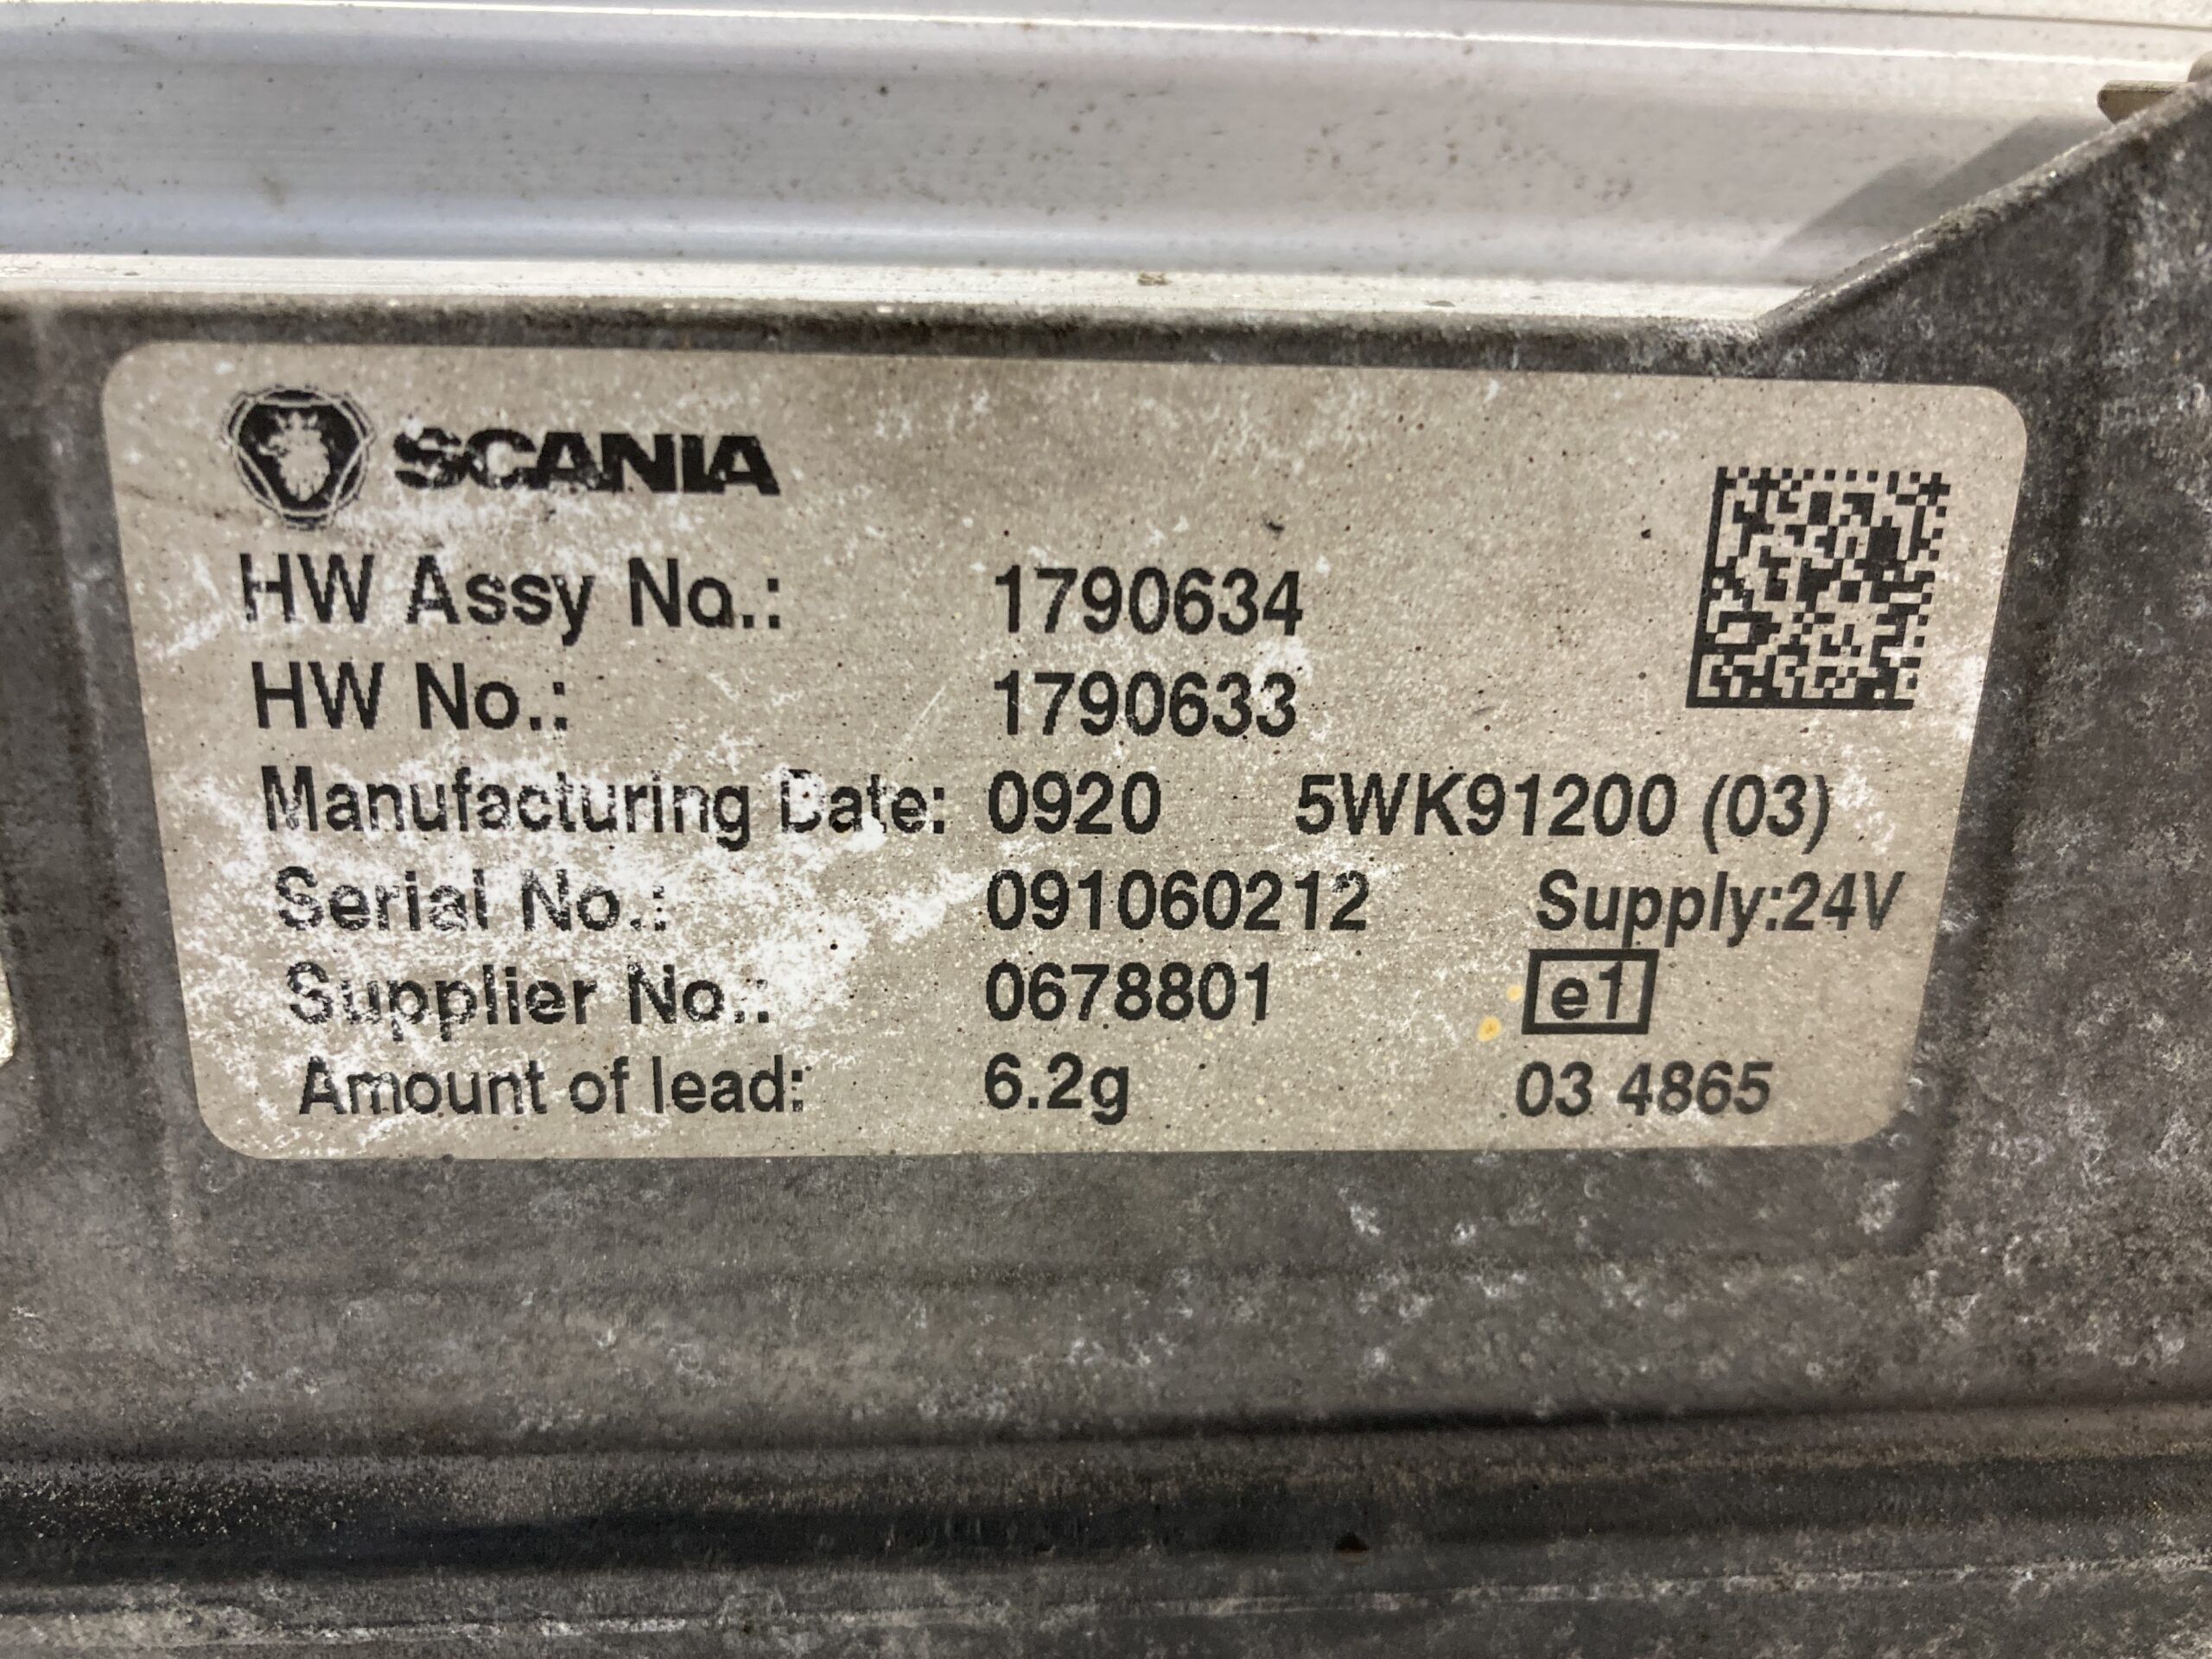 SCANIA
HW Assy No.: 1790634
HW No.: 1790633
Manufacturing Date: 0920 5WK91200 (03)
Serial No.: 091060212 Supply:24V
Supplier No.: 0678801 e1
Amount of lead: 6.2g 03 4865